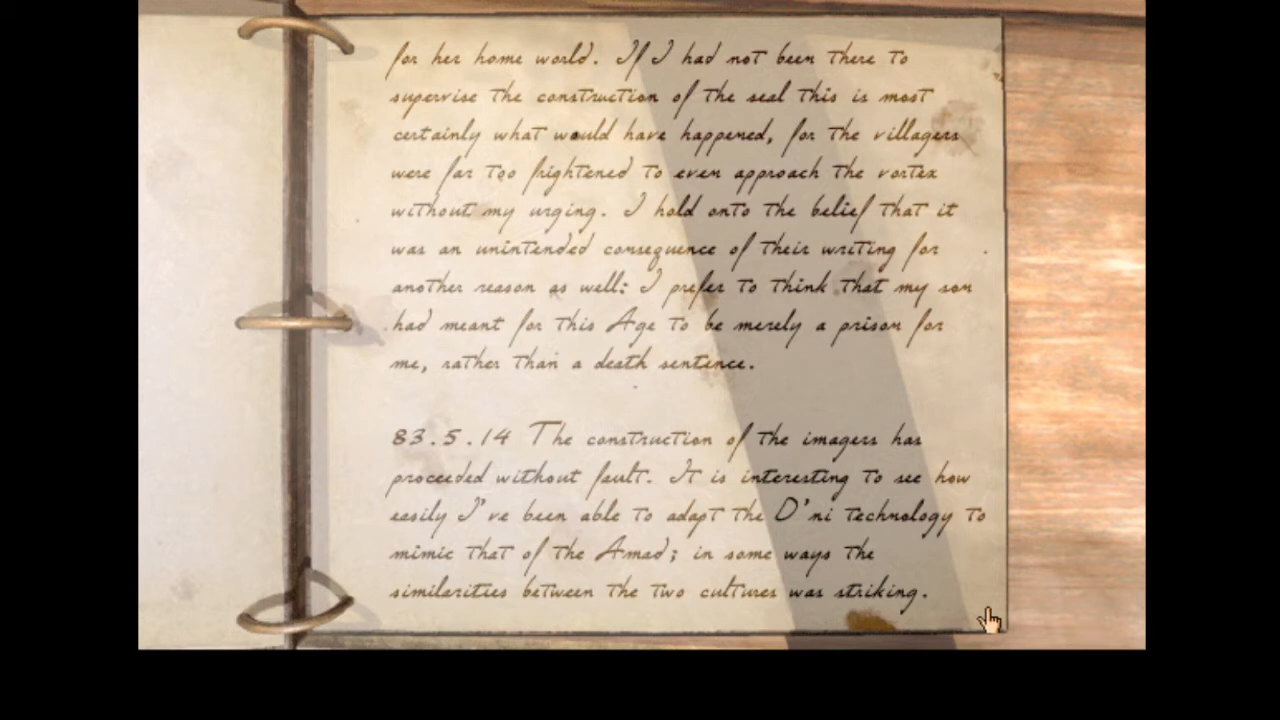 for her home world. If I had not been there to
supervise the construction of the seal this is most
certainly what would have happened, for the villagers
were far too frightened to even approach the vortex
without my urging. I hold onto the belief that it
was an unintended consequence of their writing for
another reason as well: I prefer to think that my son
had meant for this Age to be merely a prison for
me, rather than a death sentence.
83.5.14 The construction of the imagers has
proceeded without fault. It is interesting to see how
easily I've been able to adapt the D'ni technology to
mimic that of the Amad; in some ways the
similarities between the two cultures was striking.